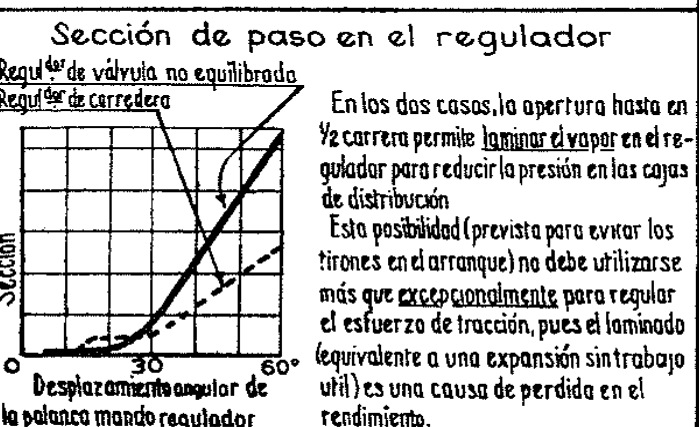 Sección de paso en el regulador
Regul.dor de válvula no equilibrada
Regul.dor de corredera
Sección
0
30
60°
Desplazamiento angular de
la palanca mando regulador
En los dos casos, la apertura hasta en
½ carrera permite laminar el vapor en el re-
gulador para reducir la presión en las cajas
de distribución
Esta posibilidad (prevista para evitar los
tirones en el arranque) no debe utilizarse
más que excepcionalmente para regular
el esfuerzo de tracción, pues el laminado
(equivalente a una expansión sin trabajo
util) es una causa de perdida en el
rendimiento.